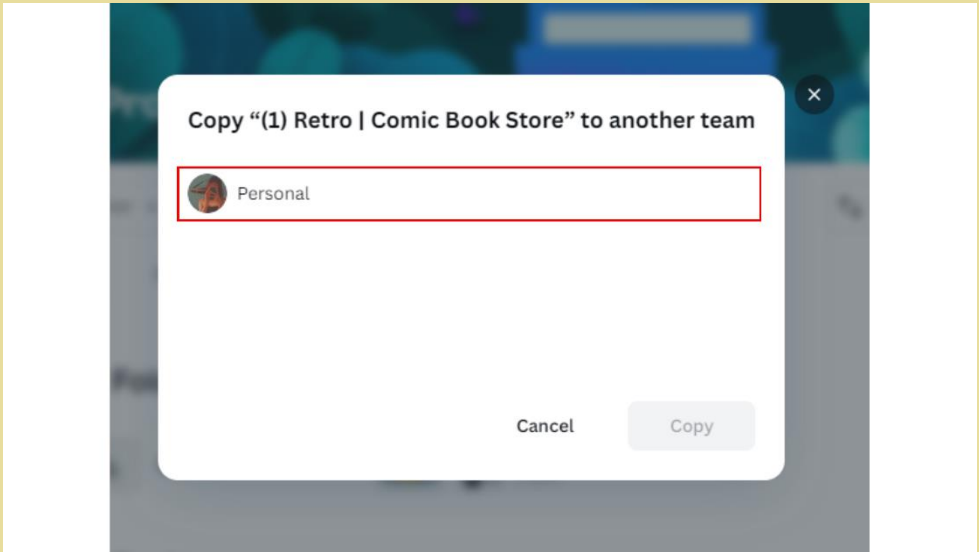 Copy “(1) Retro | Comic Book Store” to another team
Personal
Cancel
Copy